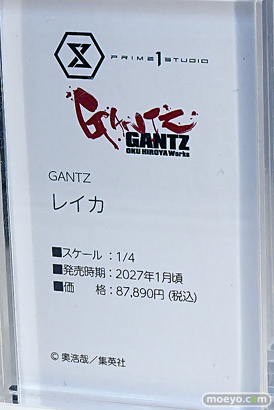 PRIME 1 STUDIO
GANTZ
GANTZ
OKU HIROYA Works
GANTZ
レイカ
■スケール：1/4
■発売時期：2027年1月頃
■価　　格：87,890円（税込）
© 奥浩哉／集英社
moeyo.com